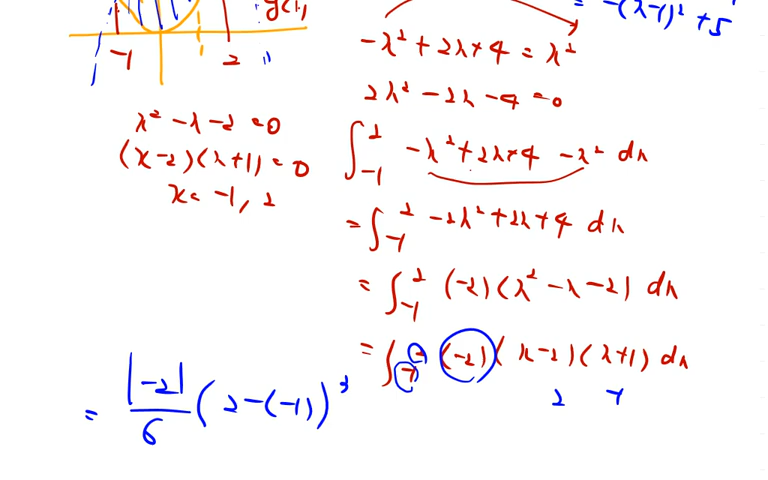 = -(x-1)² + 5
y(
-1 2
-x² + 2x + 4 = x²
2x² - 2x - 4 = 0
x² - x - 2 = 0
(x-2)(x+1) = 0
x = -1, 2
∫₋₁² -x² + 2x + 4 - x² dx
= ∫₋₁² -2x² + 2x + 4 dx
= ∫₋₁² (-2)(x² - x - 2) dx
= ∫₋₁² (-2)(x-2)(x+1) dx
2 -1
= |-2|/6 (2-(-1))³